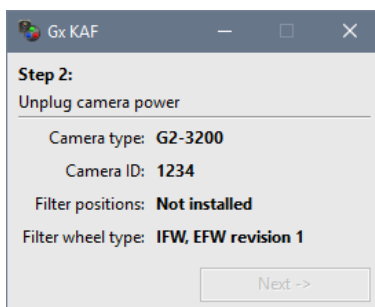 Gx KAF
Step 2:
Unplug camera power
Camera type: G2-3200
Camera ID: 1234
Filter positions: Not installed
Filter wheel type: IFW, EFW revision 1
Next ->